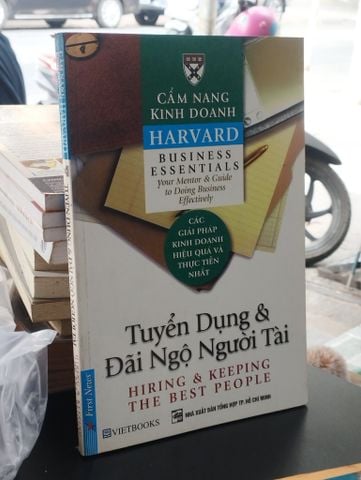 CẨM NANG
KINH DOANH
HARVARD
BUSINESS
ESSENTIALS
Your Mentor & Guide
to Doing Business
Effectively
CÁC
GIẢI PHÁP
KINH DOANH
HIỆU QUẢ VÀ
THỰC TIỄN
NHẤT
Tuyển Dụng &
Đãi Ngộ Người Tài
HIRING & KEEPING
THE BEST PEOPLE
First News
VIETBOOKS
NHÀ XUẤT BẢN TỔNG HỢP TP. HỒ CHÍ MINH